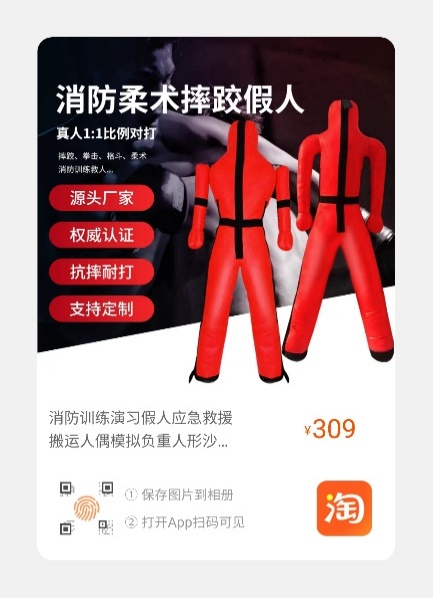 消防柔术摔跤假人
真人1:1比例对打
摔跤、拳击、格斗、柔术
消防训练救人...
源头厂家
权威认证
抗摔耐打
支持定制
消防训练演习假人应急救援
搬运人偶模拟负重人形沙...
¥309
① 保存图片到相册
② 打开App扫码可见
淘